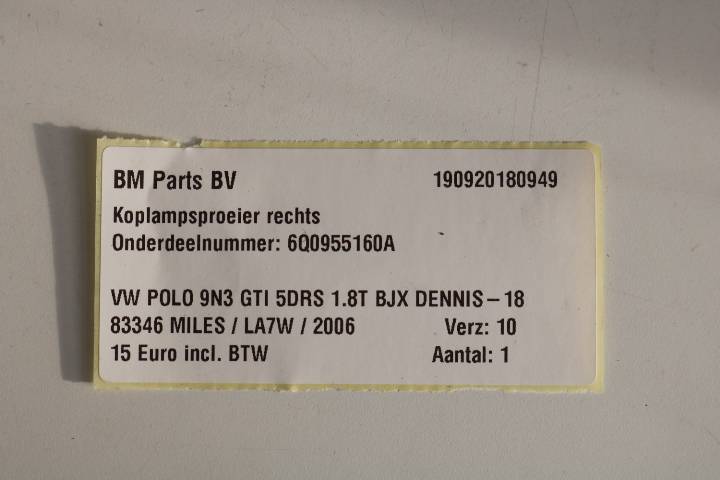 BM Parts BV 190920180949
Koplampsproeier rechts
Onderdeelnummer: 6Q0955160A
VW POLO 9N3 GTI 5DRS 1.8T BJX DENNIS - 18
83346 MILES / LA7W / 2006 Verz: 10
15 Euro incl. BTW Aantal: 1